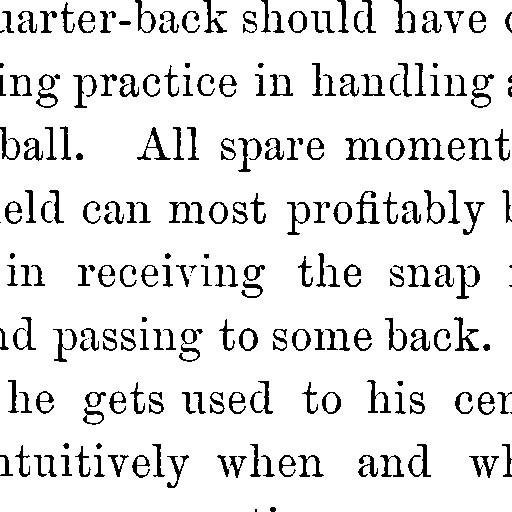 uarter-back should have
ing practice in handling
ball. All spare moment
eld can most profitably
in receiving the snap
nd passing to some back.
he gets used to his cen
ntuitively when and wh